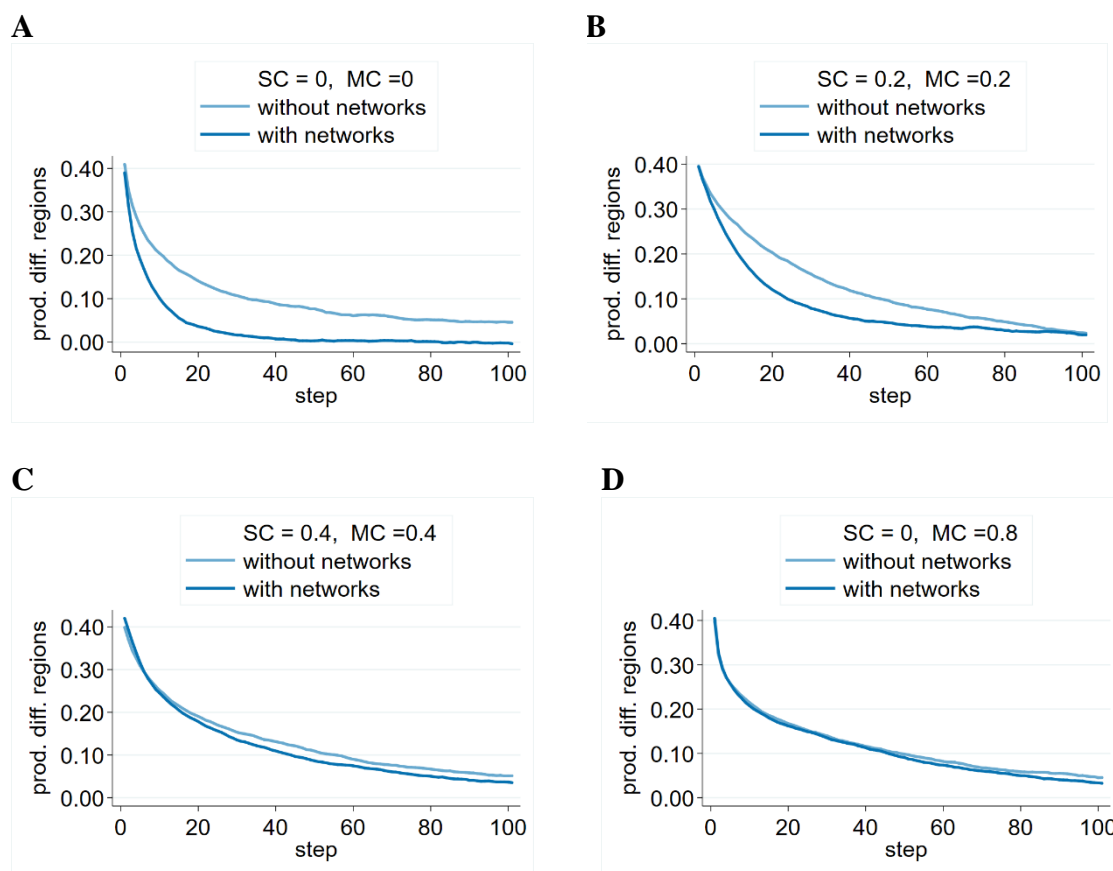 A
SC = 0, MC =0
without networks
with networks
prod. diff. regions
0.40
0.30
0.20
0.10
0.00
0 20 40 60 80 100
step
B
SC = 0.2, MC =0.2
without networks
with networks
prod. diff. regions
0.40
0.30
0.20
0.10
0.00
0 20 40 60 80 100
step
C
SC = 0.4, MC =0.4
without networks
with networks
prod. diff. regions
0.40
0.30
0.20
0.10
0.00
0 20 40 60 80 100
step
D
SC = 0, MC =0.8
without networks
with networks
prod. diff. regions
0.40
0.30
0.20
0.10
0.00
0 20 40 60 80 100
step